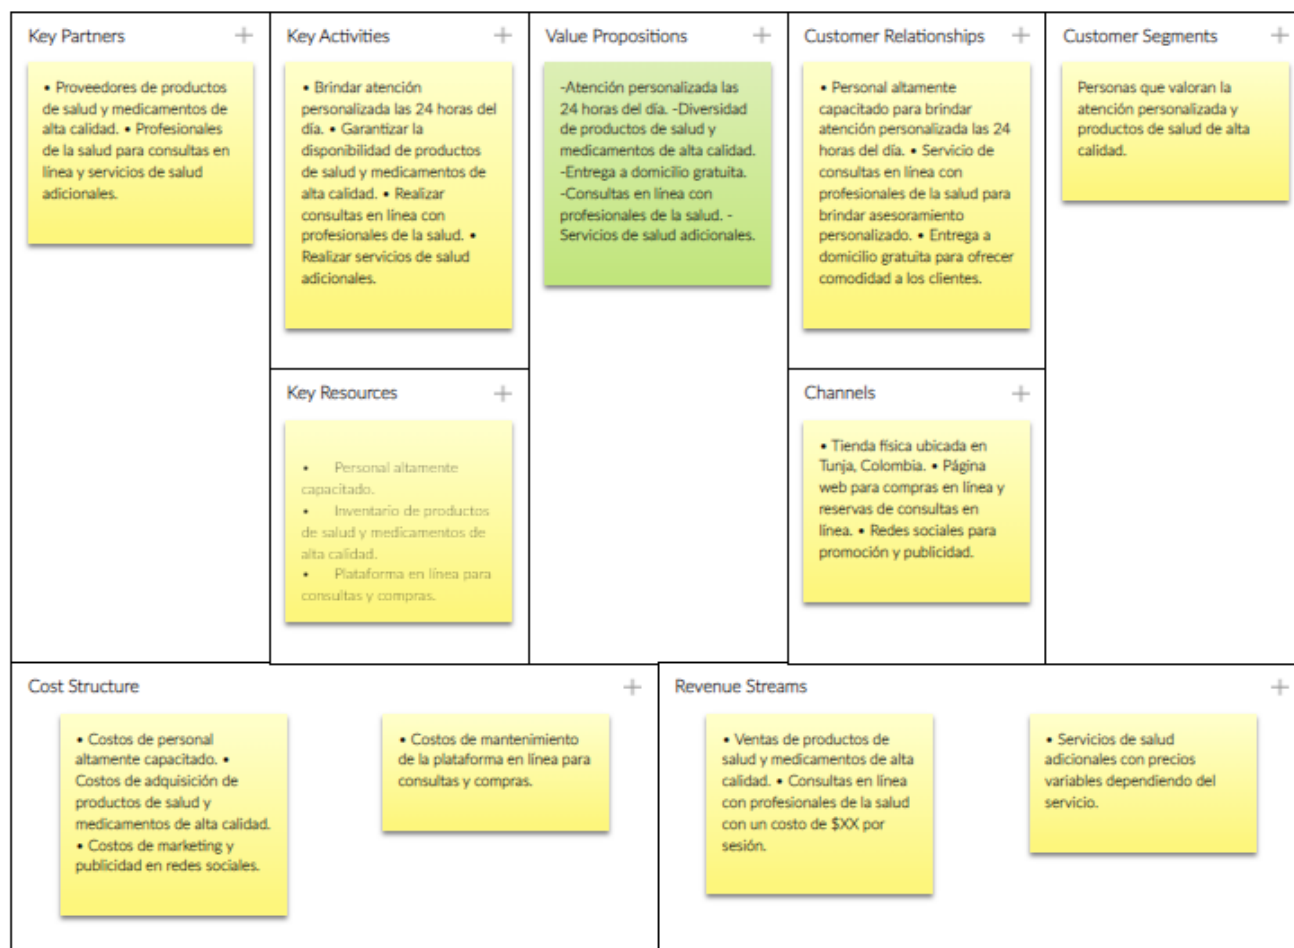 Key Partners +
• Proveedores de productos
de salud y medicamentos de
alta calidad. • Profesionales
de la salud para consultas en
línea y servicios de salud
adicionales.
Key Activities +
• Brindar atención
personalizada las 24 horas del
día. • Garantizar la
disponibilidad de productos
de salud y medicamentos de
alta calidad. • Realizar
consultas en línea con
profesionales de la salud. •
Realizar servicios de salud
adicionales.
Key Resources +
• Personal altamente
capacitado.
• Inventario de productos
de salud y medicamentos de
alta calidad.
• Plataforma en línea para
consultas y compras.
Value Propositions +
-Atención personalizada las
24 horas del día. -Diversidad
de productos de salud y
medicamentos de alta calidad.
-Entrega a domicilio gratuita.
-Consultas en línea con
profesionales de la salud. -
Servicios de salud adicionales.
Customer Relationships +
• Personal altamente
capacitado para brindar
atención personalizada las 24
horas del día. • Servicio de
consultas en línea con
profesionales de la salud para
brindar asesoramiento
personalizado. • Entrega a
domicilio gratuita para ofrecer
comodidad a los clientes.
Channels +
• Tienda física ubicada en
Tunja, Colombia. • Página
web para compras en línea y
reservas de consultas en
línea. • Redes sociales para
promoción y publicidad.
Customer Segments +
Personas que valoran la
atención personalizada y
productos de salud de alta
calidad.
Cost Structure +
• Costos de personal
altamente capacitado. •
Costos de adquisición de
productos de salud y
medicamentos de alta calidad.
• Costos de marketing y
publicidad en redes sociales.
• Costos de mantenimiento
de la plataforma en línea para
consultas y compras.
Revenue Streams +
• Ventas de productos de
salud y medicamentos de alta
calidad. • Consultas en línea
con profesionales de la salud
con un costo de $XX por
sesión.
• Servicios de salud
adicionales con precios
variables dependiendo del
servicio.